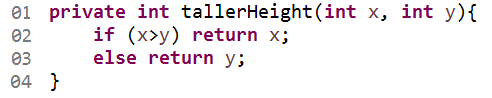 01 private int tallerHeight(int x, int y){
02     if (x>y) return x;
03     else return y;
04 }